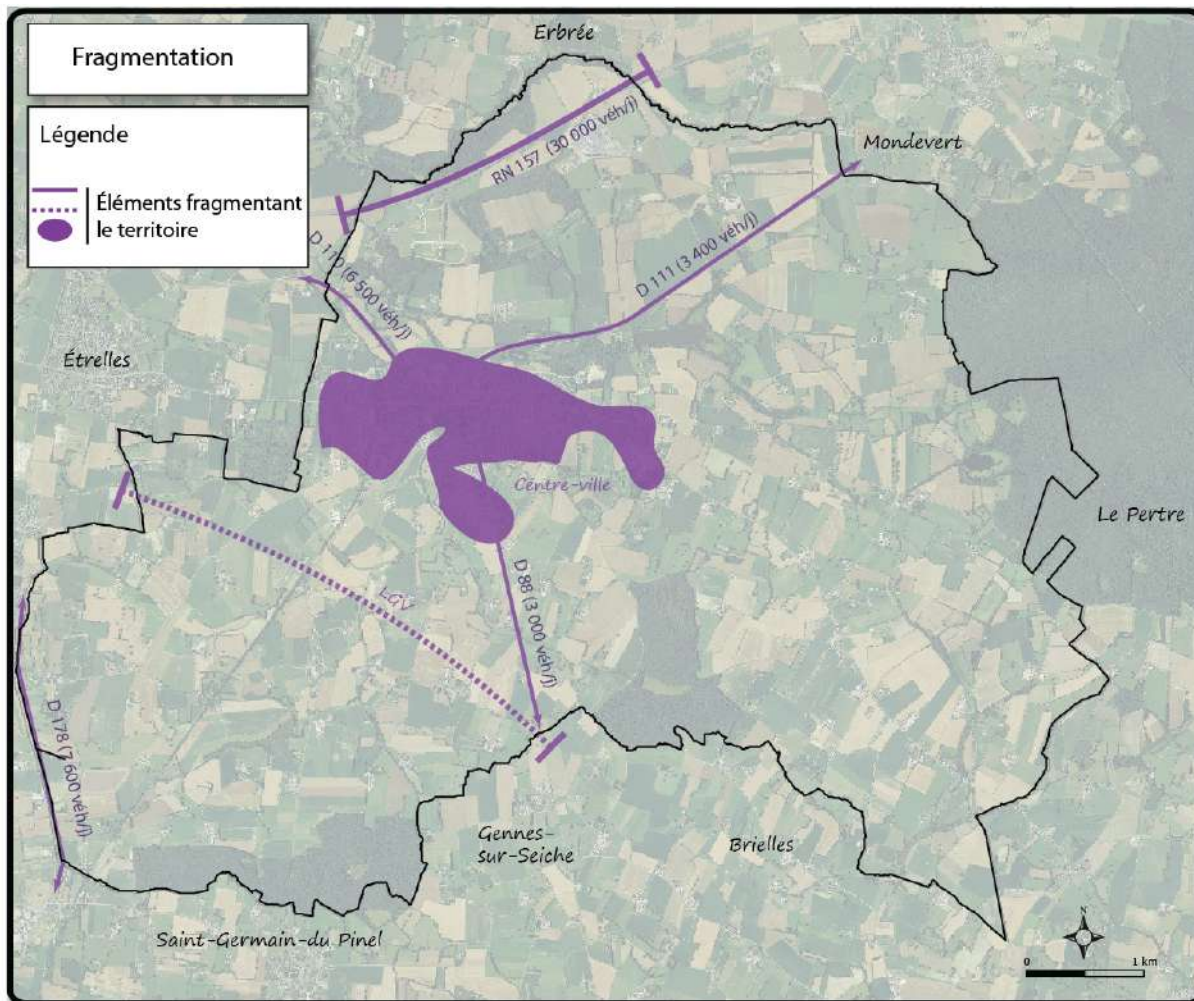 Fragmentation
Légende
Éléments fragmentant
le territoire
Erbrée
RN 157 (30 000 véh/j)
Mondevert
D 110 (6 500 véh/j)
D 111 (3 400 véh/j)
Étrelles
Centre-ville
Le Pertre
LGV
D 88 (3 000 véh/j)
D 178 (7 600 véh/j)
Gennes-
sur-Seiche
Brielles
Saint-Germain-du Pinel
N
0 1 km